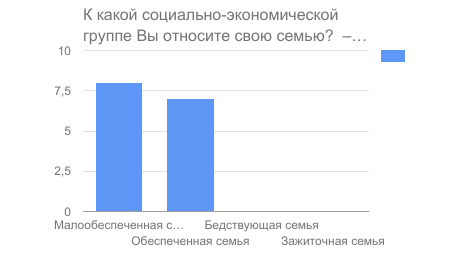 К какой социально-экономической
группе Вы относите свою семью? –…
10
7,5
5
2,5
0
Малообеспеченная с… Бедствующая семья
Обеспеченная семья Зажиточная семья